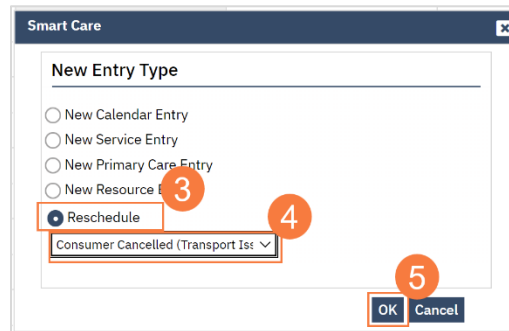 Smart Care
New Entry Type
New Calendar Entry
New Service Entry
New Primary Care Entry
New Resource E
3
Reschedule
4
Consumer Cancelled (Transport Iss
5
OK Cancel